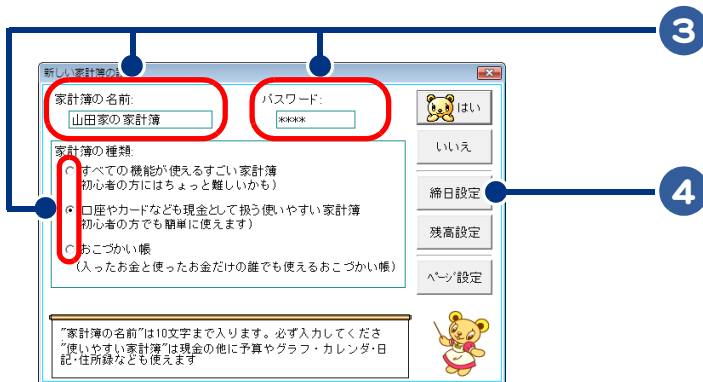 3
新しい家計簿の
家計簿の名前:
パスワード:
はい
山田家の家計簿
****
いいえ
家計簿の種類:
すべての機能が使えるすごい家計簿
初心者の方にはちょっと難しいかも)
締日設定
4
口座やカードなども現金として扱う使いやすい家計簿
初心者の方でも簡単に使えます)
残高設定
おこづかい帳
(入ったお金と使ったお金だけの誰でも使えるおこづかい帳)
ページ設定
"家計簿の名前"は10文字まで入ります。必ず入力してくださ
"使いやすい家計簿"は現金の他に予算やグラフ・カレンダ・日
記・住所録なども使えます